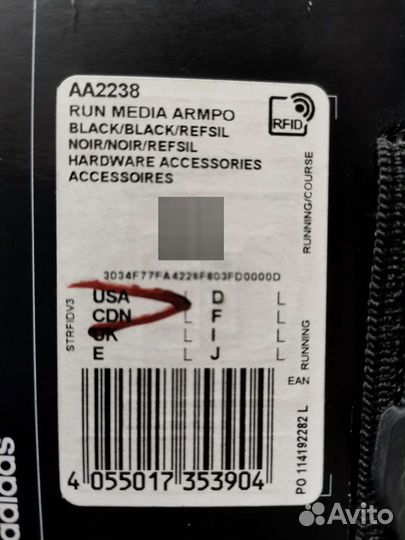 AA2238
RUN MEDIA ARMPO
BLACK/BLACK/REFSIL
NOIR/NOIR/REFSIL
HARDWARE ACCESSORIES
ACCESSOIRES
RFID
RUNNING/COURSE
3034F77FA4226F803FD0000D
STRFIDV3
USA L D L
CDN L F L
UK L I L
E L J L
RUNNING
EAN
PO 114192282 L
4 055017 353904
adidas
Avito